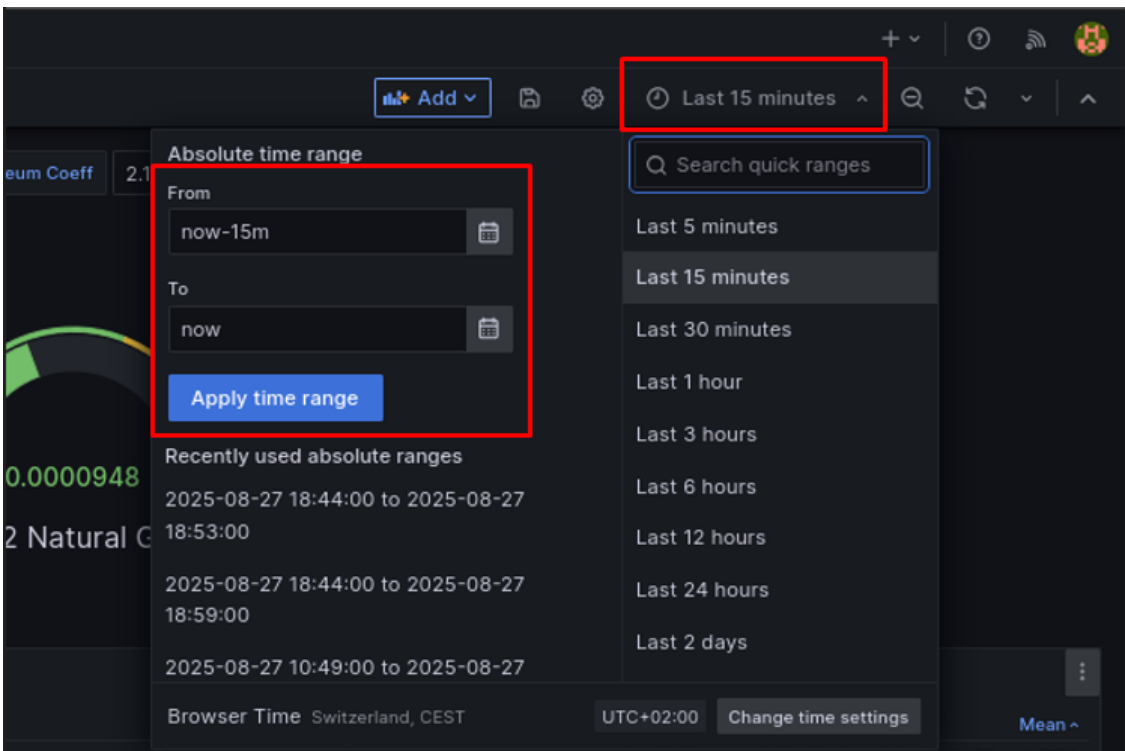 Add
Last 15 minutes
eum Coeff
2.1
Absolute time range
From
now-15m
To
now
Apply time range
Recently used absolute ranges
2025-08-27 18:44:00 to 2025-08-27
18:53:00
2025-08-27 18:44:00 to 2025-08-27
18:59:00
2025-08-27 10:49:00 to 2025-08-27
Search quick ranges
Last 5 minutes
Last 15 minutes
Last 30 minutes
Last 1 hour
Last 3 hours
Last 6 hours
Last 12 hours
Last 24 hours
Last 2 days
0.0000948
2 Natural G
Browser Time Switzerland, CEST
UTC+02:00
Change time settings
Mean